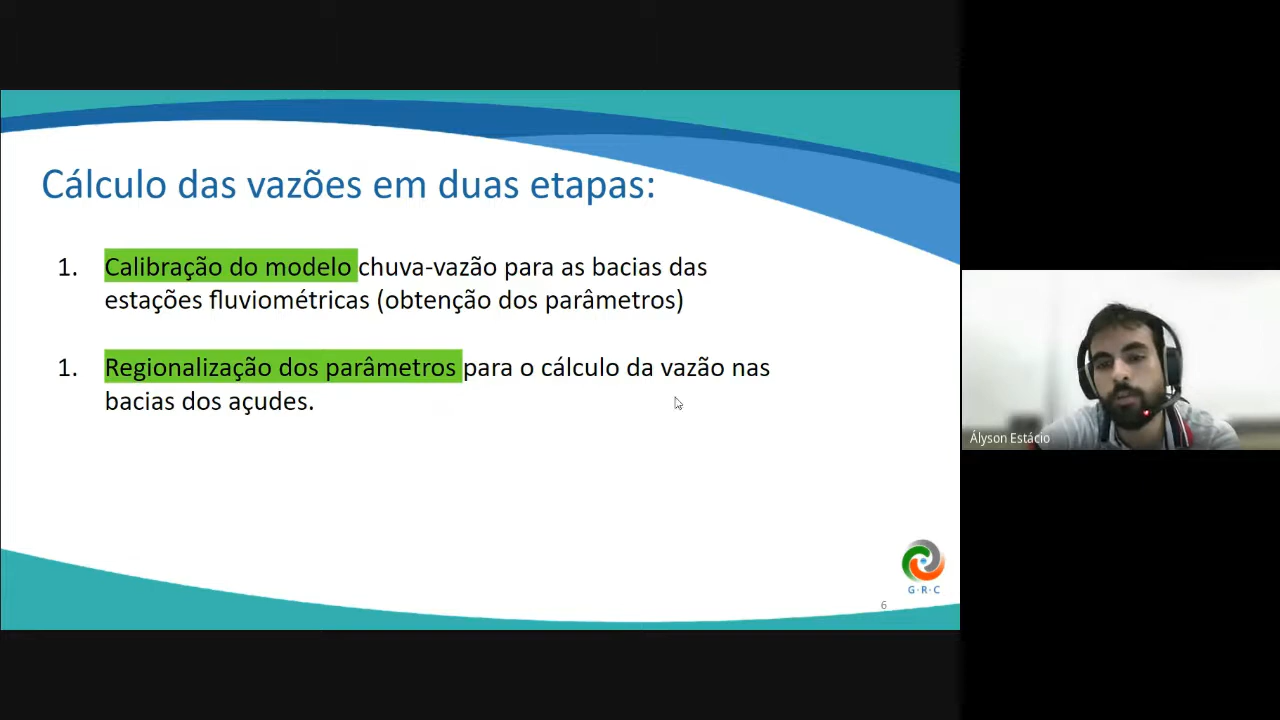 Cálculo das vazões em duas etapas:
1. Calibração do modelo chuva-vazão para as bacias das
estações fluviométricas (obtenção dos parâmetros)
1. Regionalização dos parâmetros para o cálculo da vazão nas
bacias dos açudes.
Ályson Estácio
G·R·C
6